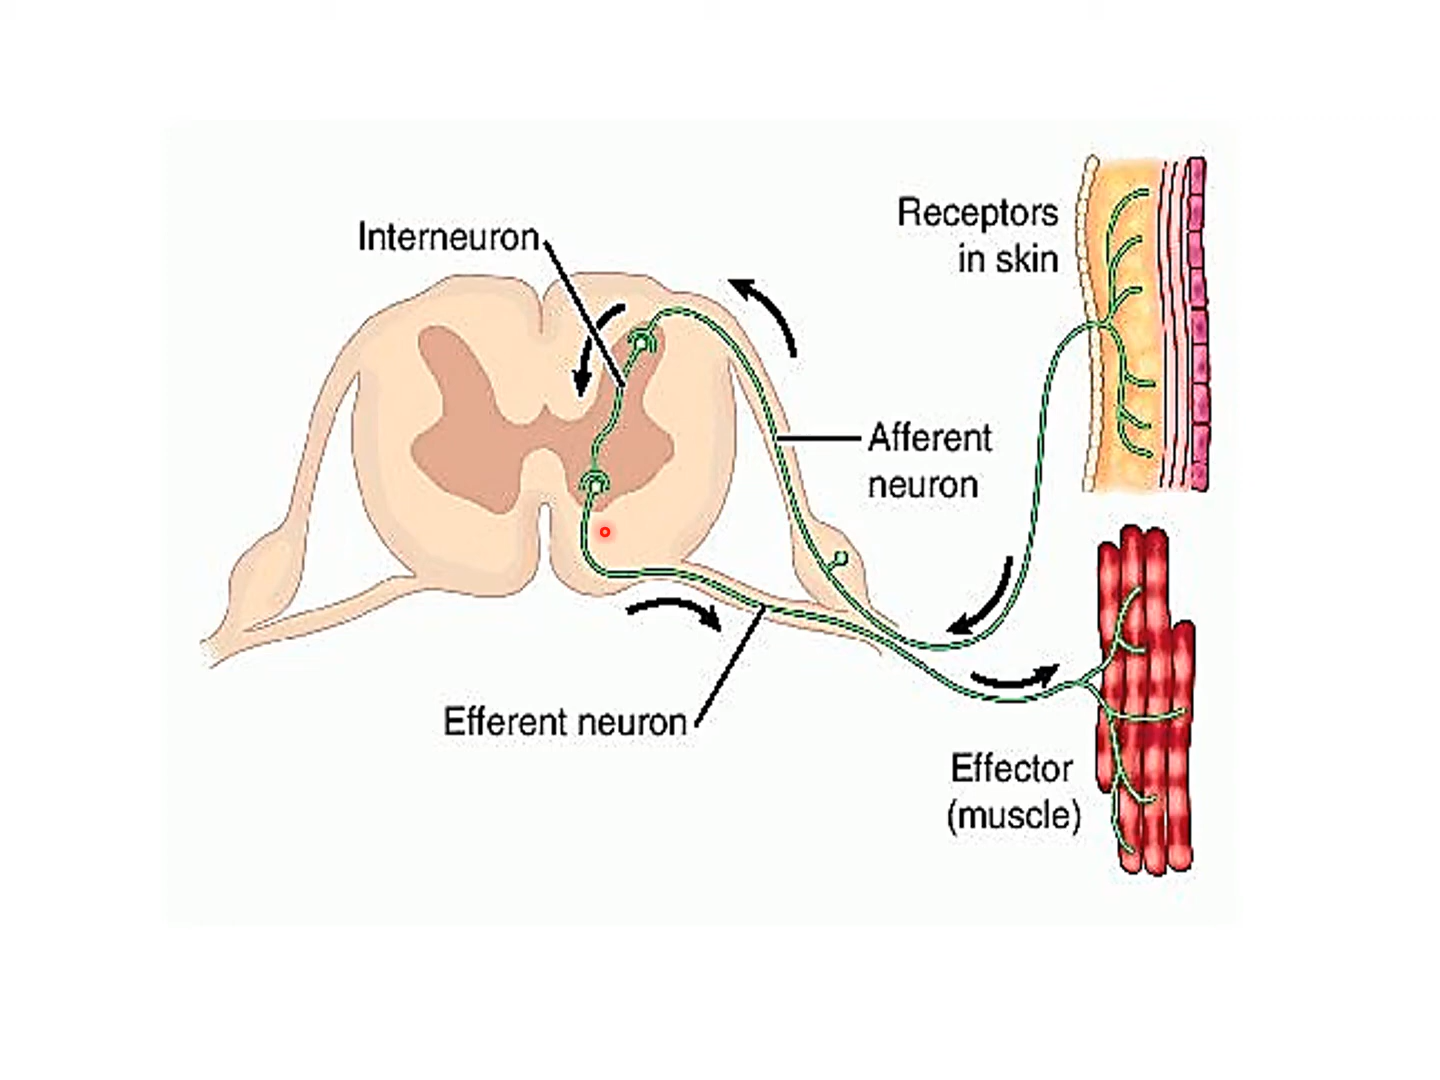 Interneuron
Receptors
in skin
Afferent
neuron
Efferent neuron
Effector
(muscle)